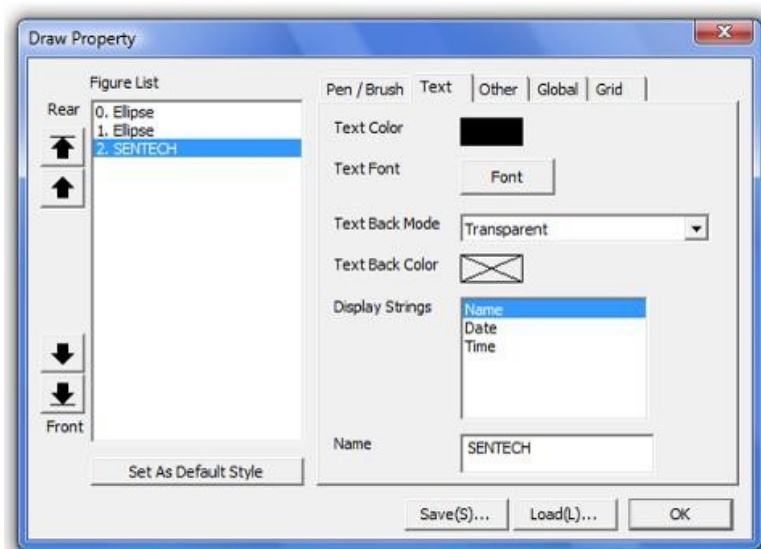 Draw Property
Figure List
Rear
0. Ellipse
1. Ellipse
2. SENTECH
Front
Set As Default Style
Pen / Brush Text Other Global Grid
Text Color
Text Font Font
Text Back Mode Transparent
Text Back Color
Display Strings Name
Date
Time
Name SENTECH
Save(S)... Load(L)... OK